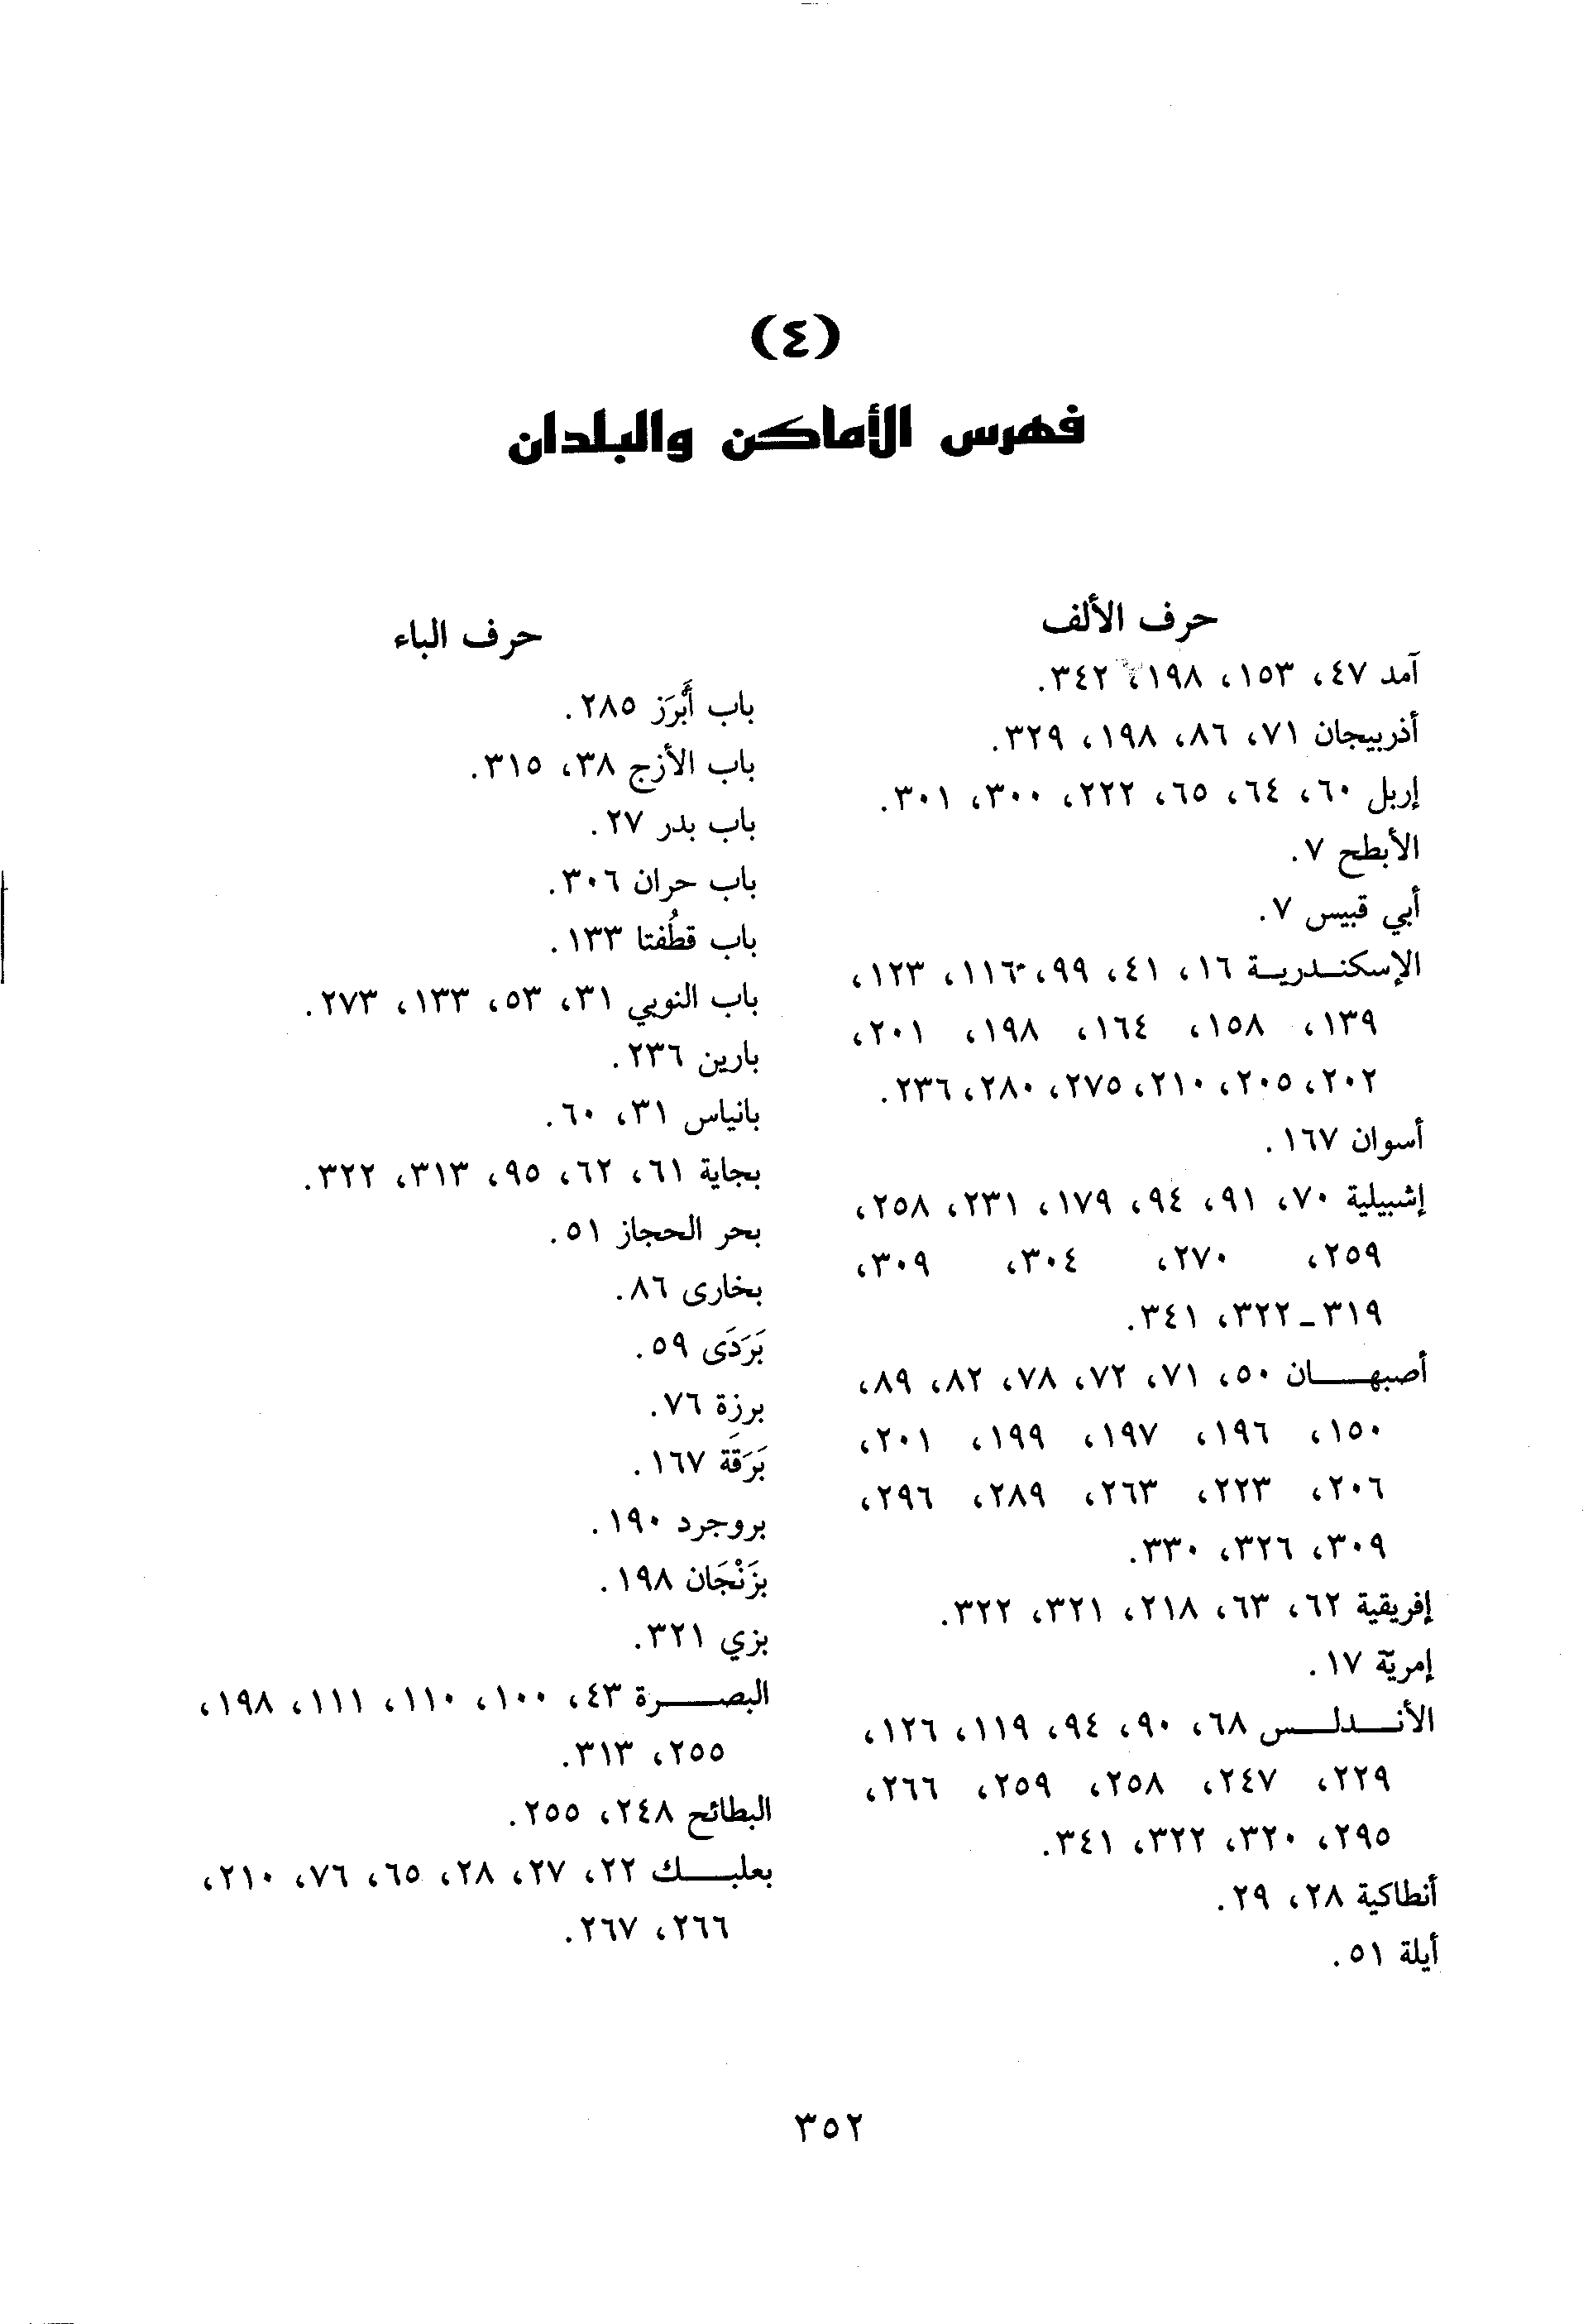 (٤)
فهرس الأماكن والبلدان
حرف الألف
آمد ٤٧، ١٥٣، ١٩٨، ٣٤٢.
أذربيجان ٧١، ٨٦، ١٩٨، ٣٢٩.
إربل ٦٠، ٦٤، ٦٥، ٢٢٢، ٣٠٠، ٣٠١.
الأبطح ٧.
أبي قبيس ٧.
الإسكندرية ١٦، ٤١، ٩٩، ١١٦، ١٢٣،
١٣٩، ١٥٨، ١٦٤، ١٩٨، ٢٠١،
٢٠٢، ٢٠٥، ٢١٠، ٢٧٥، ٢٨٠، ٢٣٦.
أسوان ١٦٧.
إشبيلية ٧٠، ٩١، ٩٤، ١٧٩، ٢٣١، ٢٥٨،
٢٥٩، ٢٧٠، ٣٠٤، ٣٠٩،
٣١٩ - ٣٢٢، ٣٤١.
أصبهان ٥٠، ٧١، ٧٢، ٧٨، ٨٢، ٨٩،
١٥٠، ١٩٦، ١٩٧، ١٩٩، ٢٠١،
٢٠٦، ٢٢٣، ٢٦٣، ٢٨٩، ٢٩٦،
٣٠٩، ٣٢٦، ٣٣٠.
إفريقية ٦٢، ٦٣، ٢١٨، ٣٢١، ٣٢٢.
إمريّة ١٧.
الأندلس ٦٨، ٩٠، ٩٤، ١١٩، ١٢٦،
٢٢٩، ٢٤٧، ٢٥٨، ٢٥٩، ٢٦٦،
٢٩٥، ٣٢٠، ٣٢٢، ٣٤١.
أنطاكية ٢٨، ٢٩.
أيلة ٥١.
حرف الباء
باب أَبْرَز ٢٨٥.
باب الأزج ٣٨، ٣١٥.
باب بدر ٢٧.
باب حران ٣٠٦.
باب قطُفتا ١٣٣.
باب النوبي ٣١، ٥٣، ١٣٣، ٢٧٣.
بارين ٢٣٦.
بانياس ٣١، ٦٠.
بجاية ٦١، ٦٢، ٩٥، ٣١٣، ٣٢٢.
بحر الحجاز ٥١.
بخارى ٨٦.
بَرَدَى ٥٩.
برزة ٧٦.
بَرَقَة ١٦٧.
بروجرد ١٩٠.
بزَنْجَان ١٩٨.
بزي ٣٢١.
البصرة ٤٣، ١٠٠، ١١٠، ١١١، ١٩٨،
٢٥٥، ٣١٣.
البطائح ٢٤٨، ٢٥٥.
بعلبك ٢٢، ٢٧، ٢٨، ٦٥، ٧٦، ٢١٠،
٢٦٦، ٢٦٧.
٣٥٢